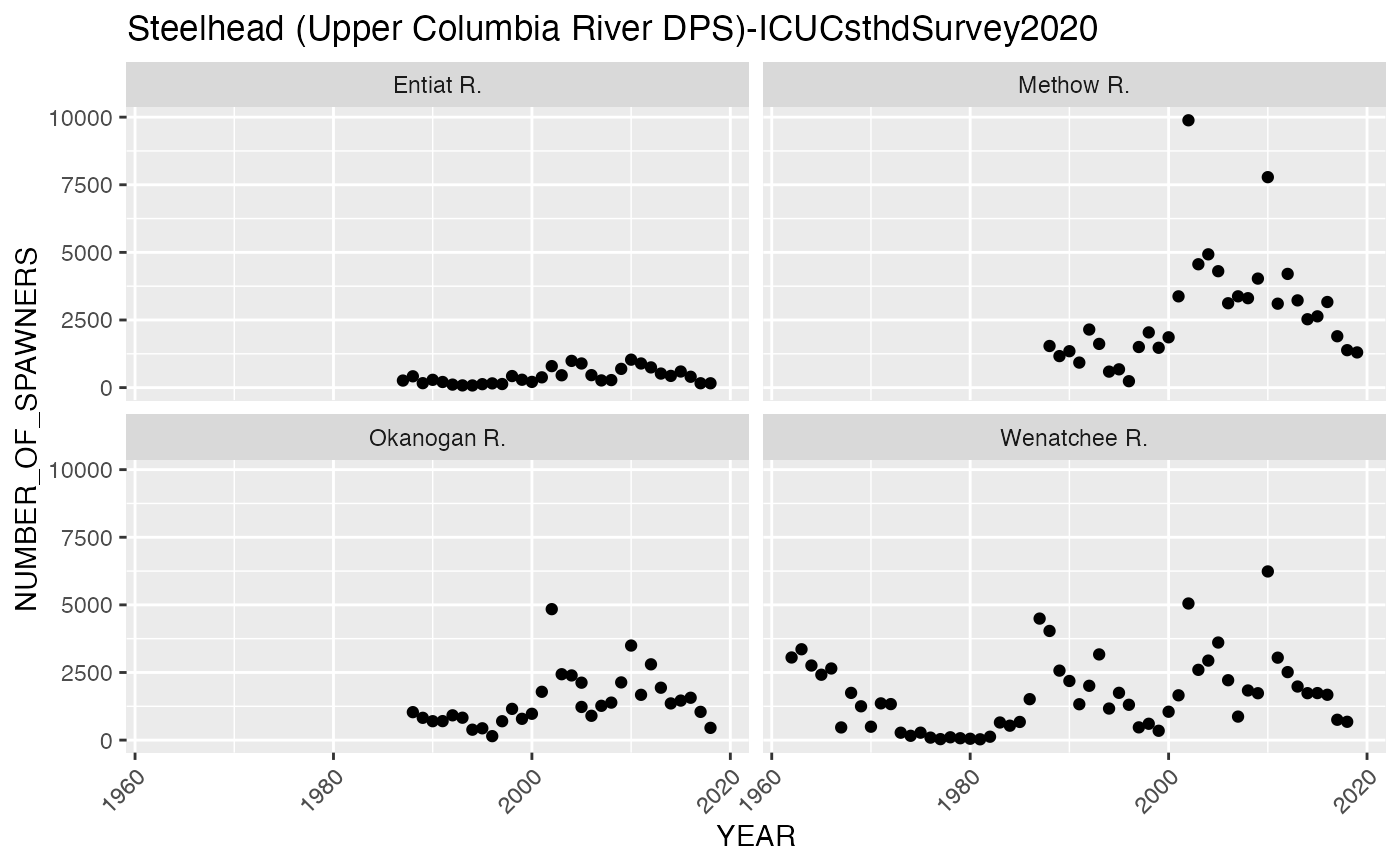 Steelhead (Upper Columbia River DPS)-ICUCsthdSurvey2020
Entiat R.
Methow R.
10000
7500
5000
2500
0
Okanogan R.
Wenatchee R.
10000
7500
5000
2500
0
NUMBER_OF_SPAWNERS
1960
1980
2000
2020
1960
1980
2000
2020
YEAR